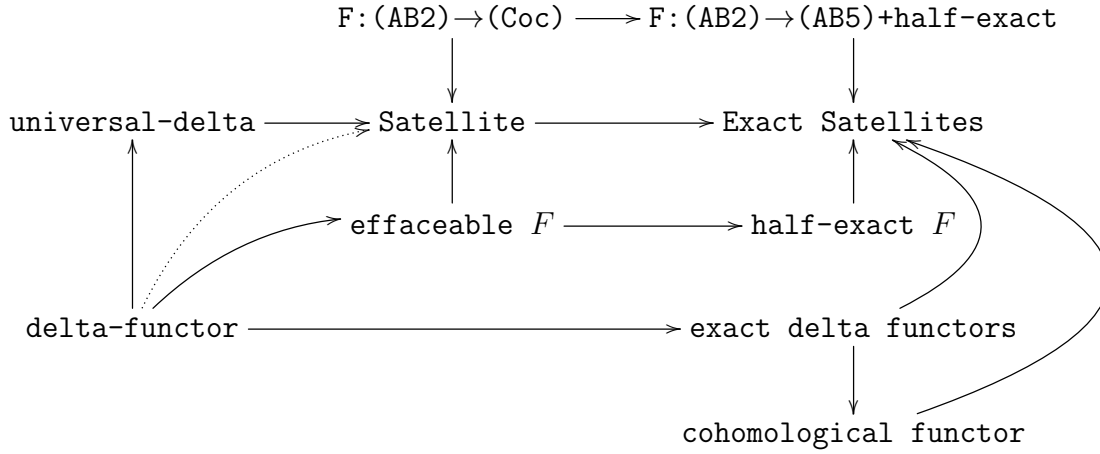 F:(AB2)→(Coc) F:(AB2)→(AB5)+half-exact
universal-delta Satellite Exact Satellites
effaceable F half-exact F
delta-functor exact delta functors
cohomological functor